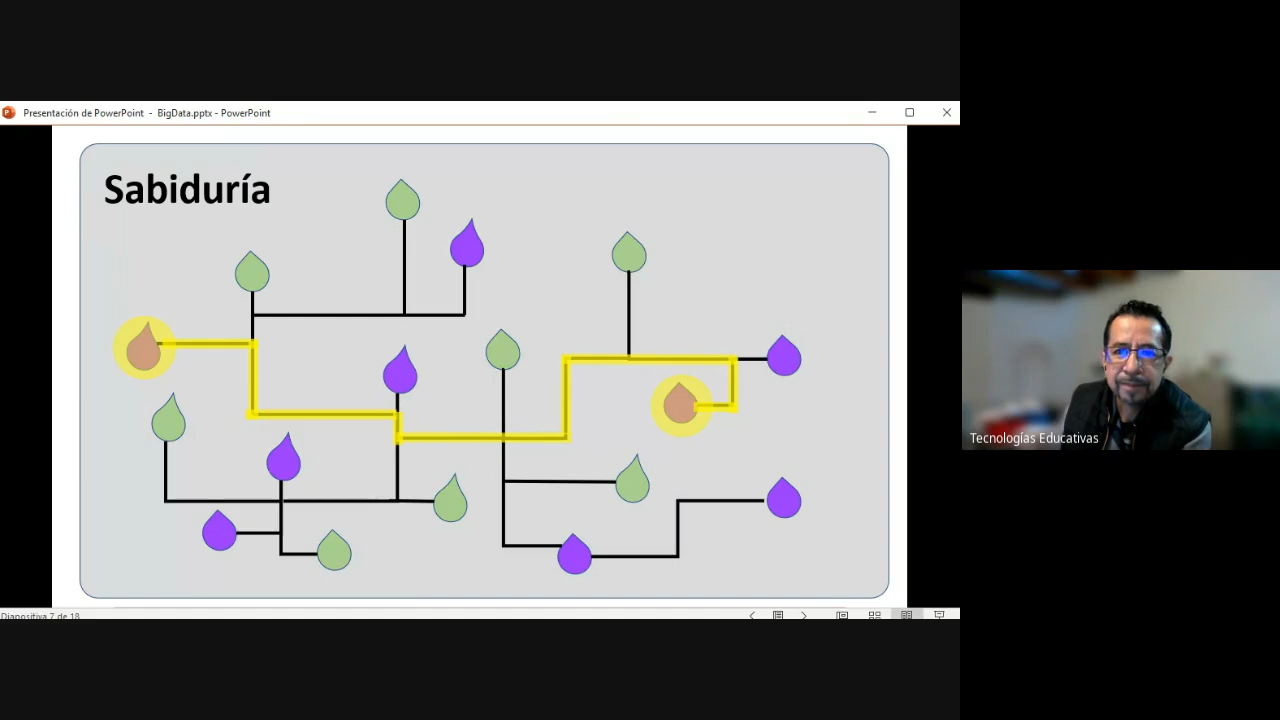 Presentación de PowerPoint - BigData.pptx - PowerPoint
Sabiduría
Tecnologías Educativas
Diapositiva 7 de 18